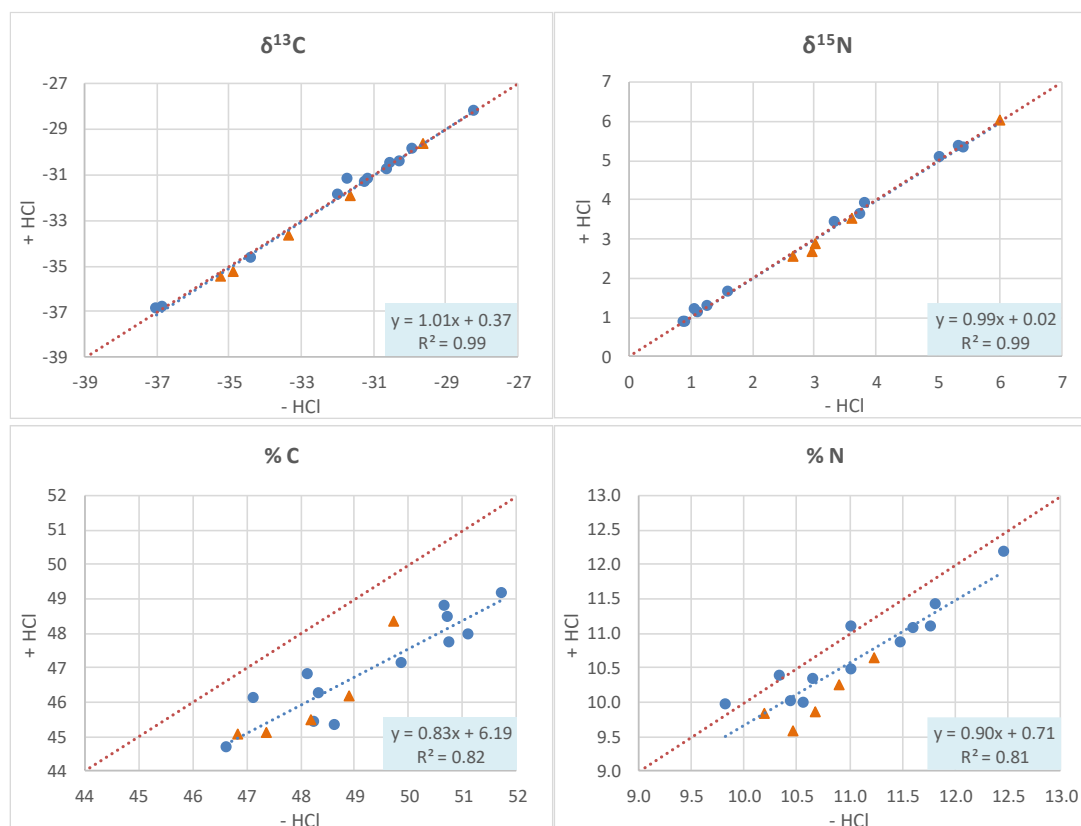 δ¹³C
-27
-29
-31
-33
-35
-37
-39
+ HCl
y = 1.01x + 0.37
R² = 0.99
-39 -37 -35 -33 -31 -29 -27
- HCl
δ¹⁵N
7
6
5
4
3
2
1
0
+ HCl
y = 0.99x + 0.02
R² = 0.99
0 1 2 3 4 5 6 7
- HCl
% C
52
51
50
49
48
47
46
45
44
+ HCl
y = 0.83x + 6.19
R² = 0.82
44 45 46 47 48 49 50 51 52
- HCl
% N
13.0
12.5
12.0
11.5
11.0
10.5
10.0
9.5
9.0
+ HCl
y = 0.90x + 0.71
R² = 0.81
9.0 9.5 10.0 10.5 11.0 11.5 12.0 12.5 13.0
- HCl